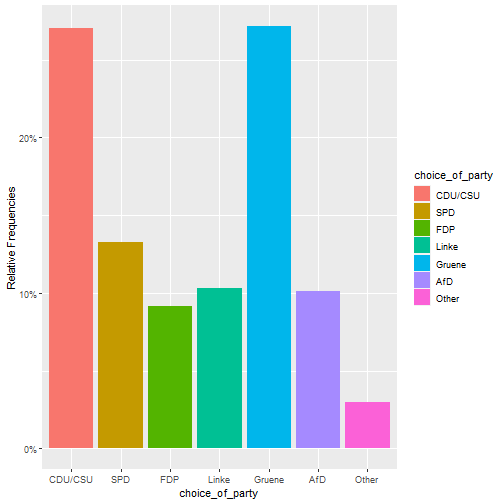 Relative Frequencies
20%
10%
0%
CDU/CSU SPD FDP Linke Gruene AfD Other
choice_of_party
choice_of_party
CDU/CSU
SPD
FDP
Linke
Gruene
AfD
Other